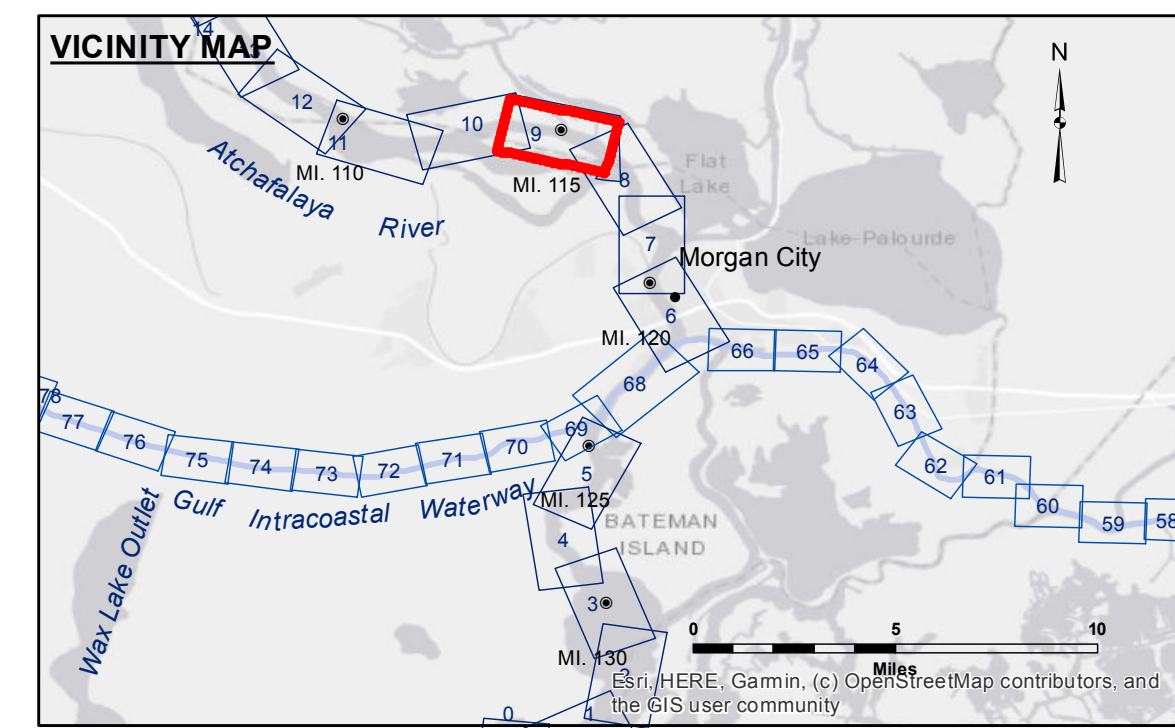 VICINITY MAP
N
14
13
12
11
10
9
8
MI. 110
MI. 115
Flat
Lake
Atchafalaya
River
7
Lake Palourde
Morgan City
6
MI. 120
66
65
64
68
63
78
77
76
75
74
73
72
71
70
69
62
61
60
59
58
5
MI. 125
Wax Lake Outlet
Gulf Intracoastal Waterway
BATEMAN
ISLAND
4
3
MI. 130
2
1
0
0 5 10
Miles
Esri, HERE, Garmin, (c) OpenStreetMap contributors, and
the GIS user community